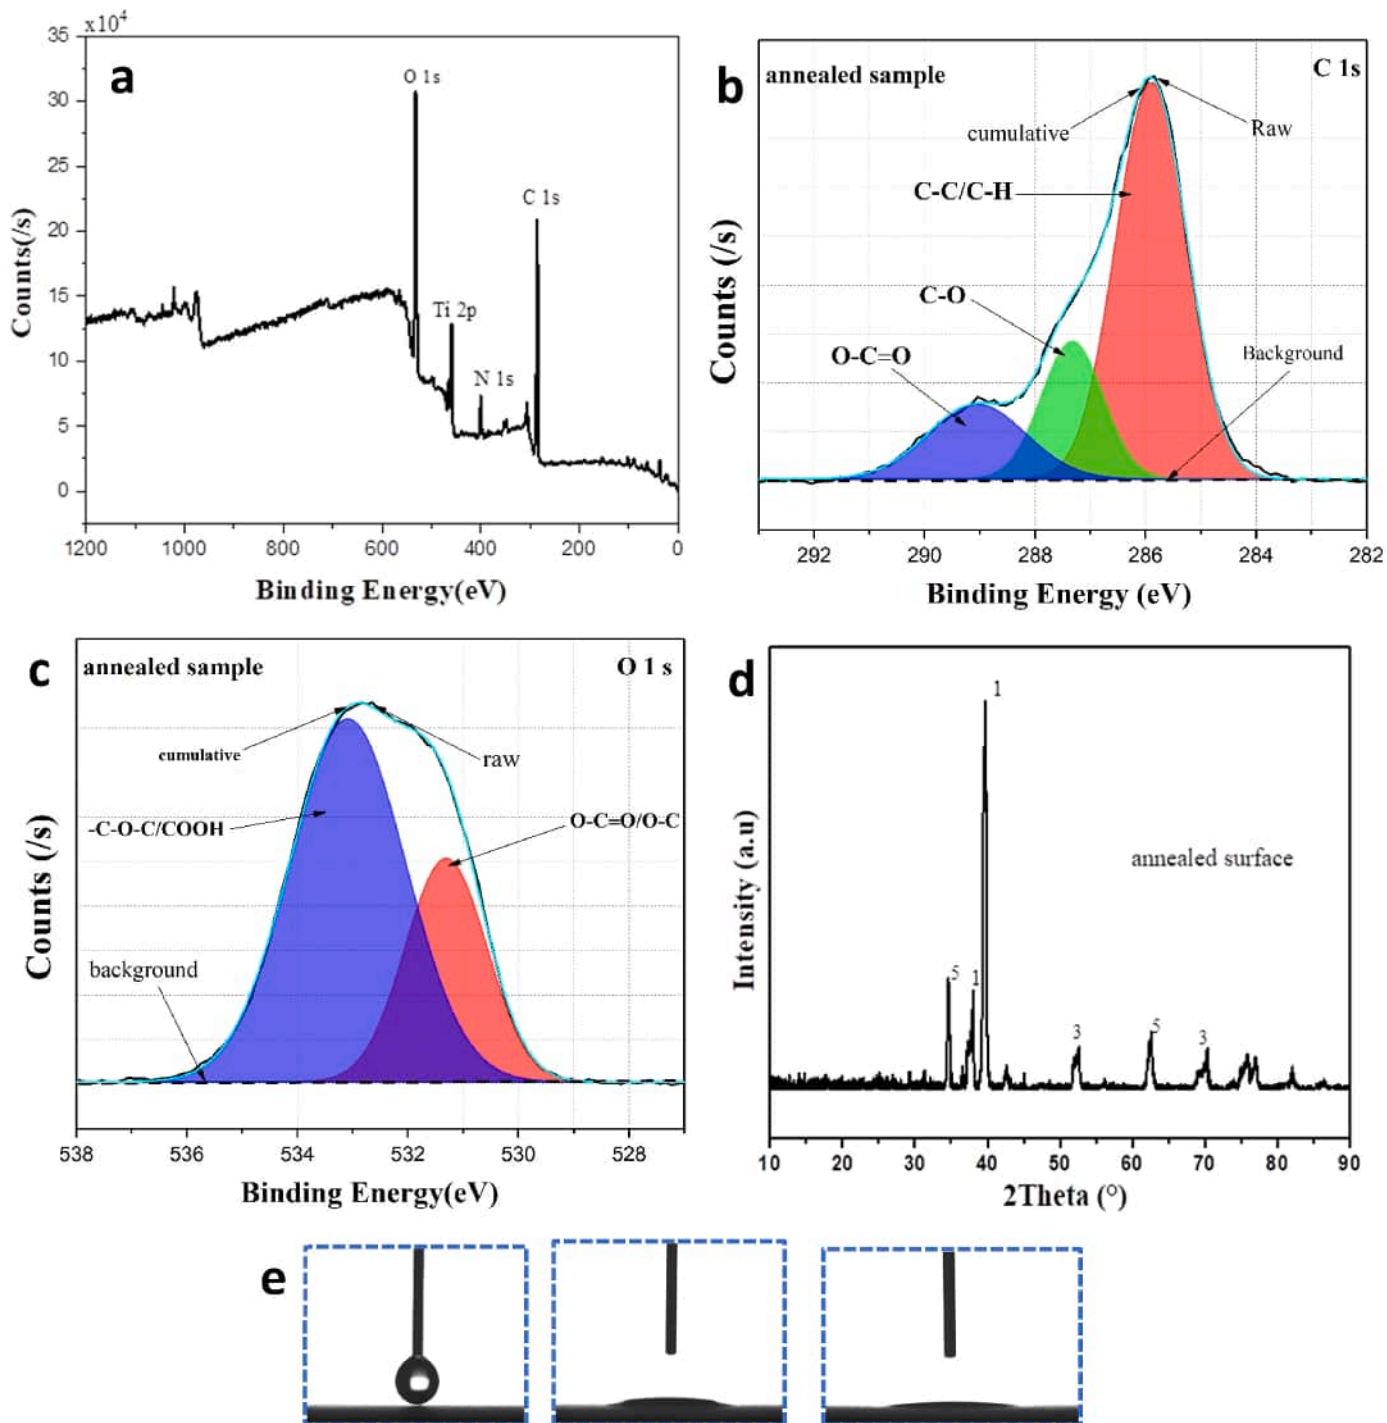 a
x10⁴
35
30
25
20
15
10
5
0
O 1s
C 1s
Ti 2p
N 1s
Counts(/s)
1200 1000 800 600 400 200 0
Binding Energy(eV)
b
annealed sample
C 1s
cumulative
Raw
C-C/C-H
C-O
O-C=O
Background
Counts (/s)
292 290 288 286 284 282
Binding Energy (eV)
c
annealed sample
O 1 s
cumulative
raw
-C-O-C/COOH
O-C=O/O-C
background
Counts (/s)
538 536 534 532 530 528
Binding Energy(eV)
d
1
annealed surface
5
1
3
5
3
Intensity (a.u)
10 20 30 40 50 60 70 80 90
2Theta (°)
e